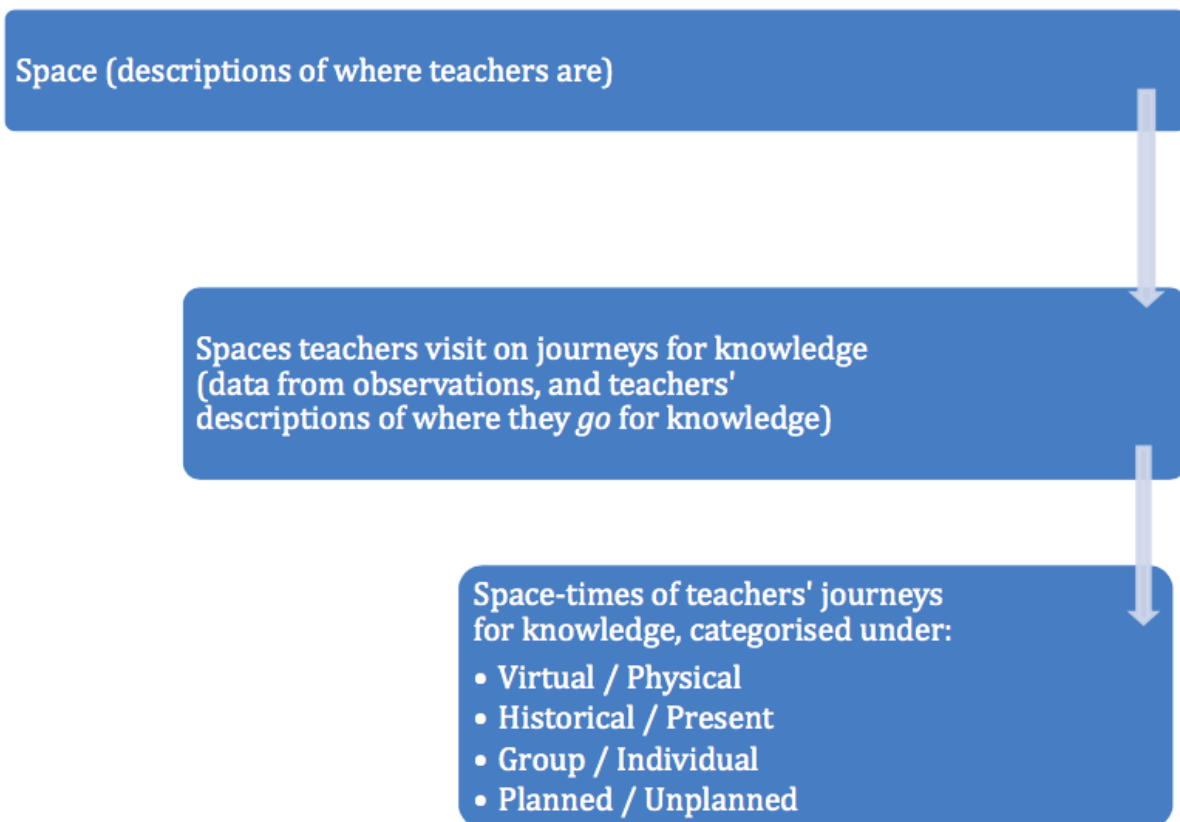 Space (descriptions of where teachers are)
Spaces teachers visit on journeys for knowledge
(data from observations, and teachers'
descriptions of where they go for knowledge)
Space-times of teachers' journeys
for knowledge, categorised under:
• Virtual / Physical
• Historical / Present
• Group / Individual
• Planned / Unplanned